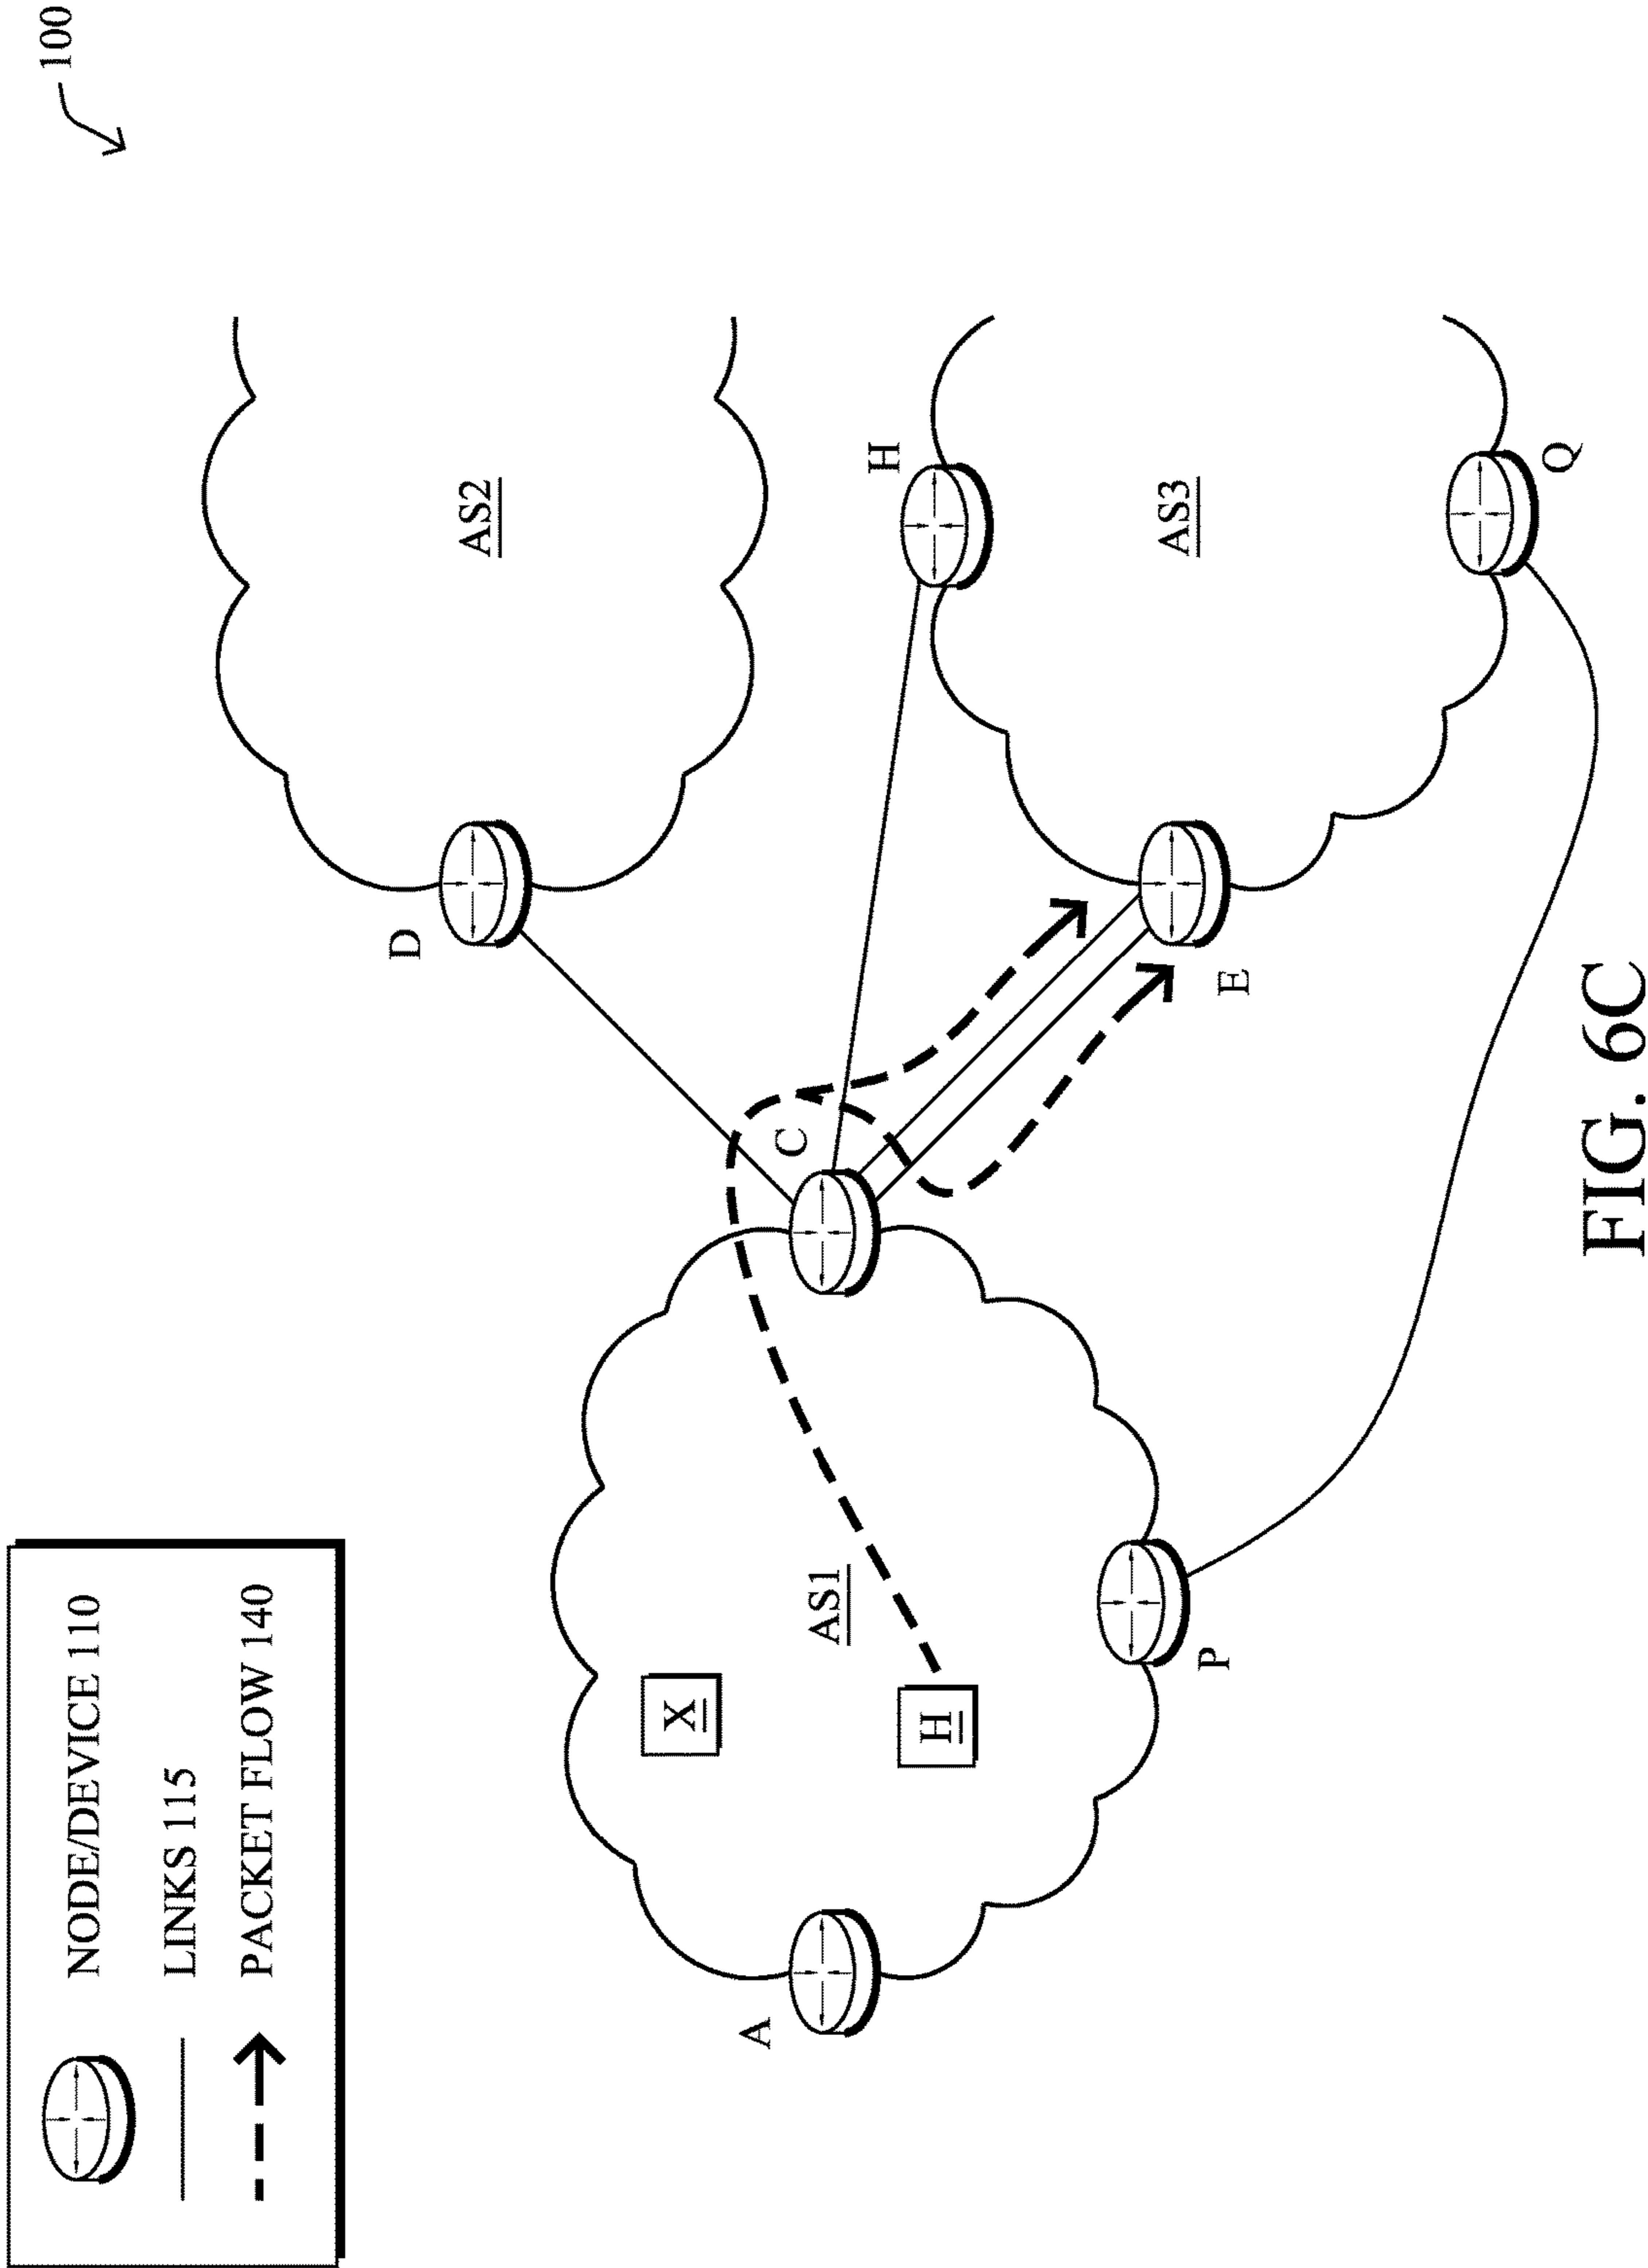 100
NODE/DEVICE 110
LINKS 115
PACKET FLOW 140
AS2
D
H
C
AS3
X
AS1
A
H
E
P
Q
FIG. 6C